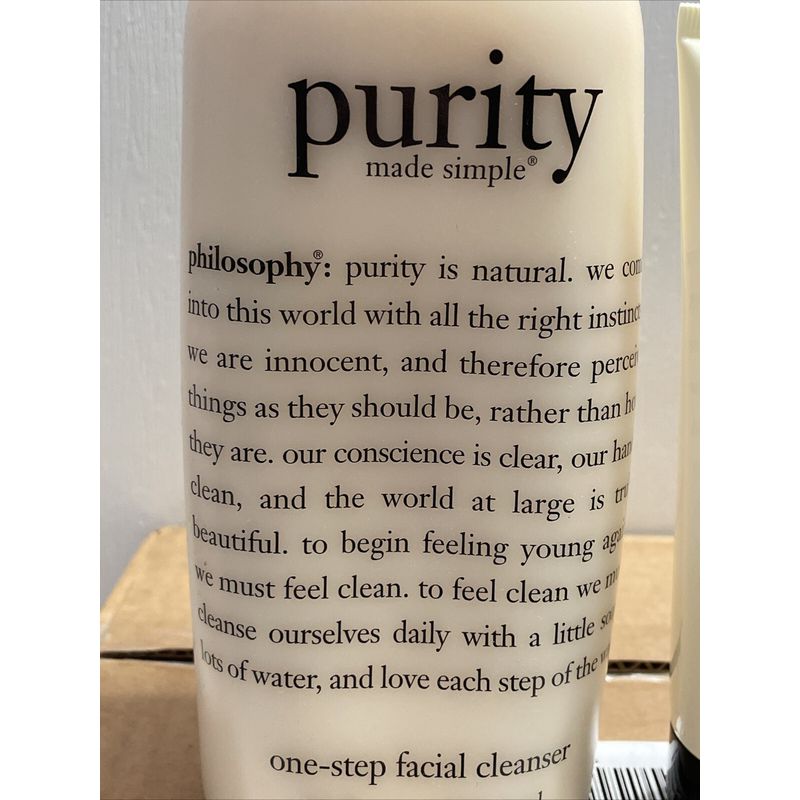 purity
made simple®
philosophy®: purity is natural. we
into this world with all the right
we are innocent, and therefore
things as they should be, rather than
they are. our conscience is clear, our
clean, and the world at large is
beautiful. to begin feeling young
we must feel clean. to feel clean we
cleanse ourselves daily with a little
lots of water, and love each step of the
one-step facial cleanser